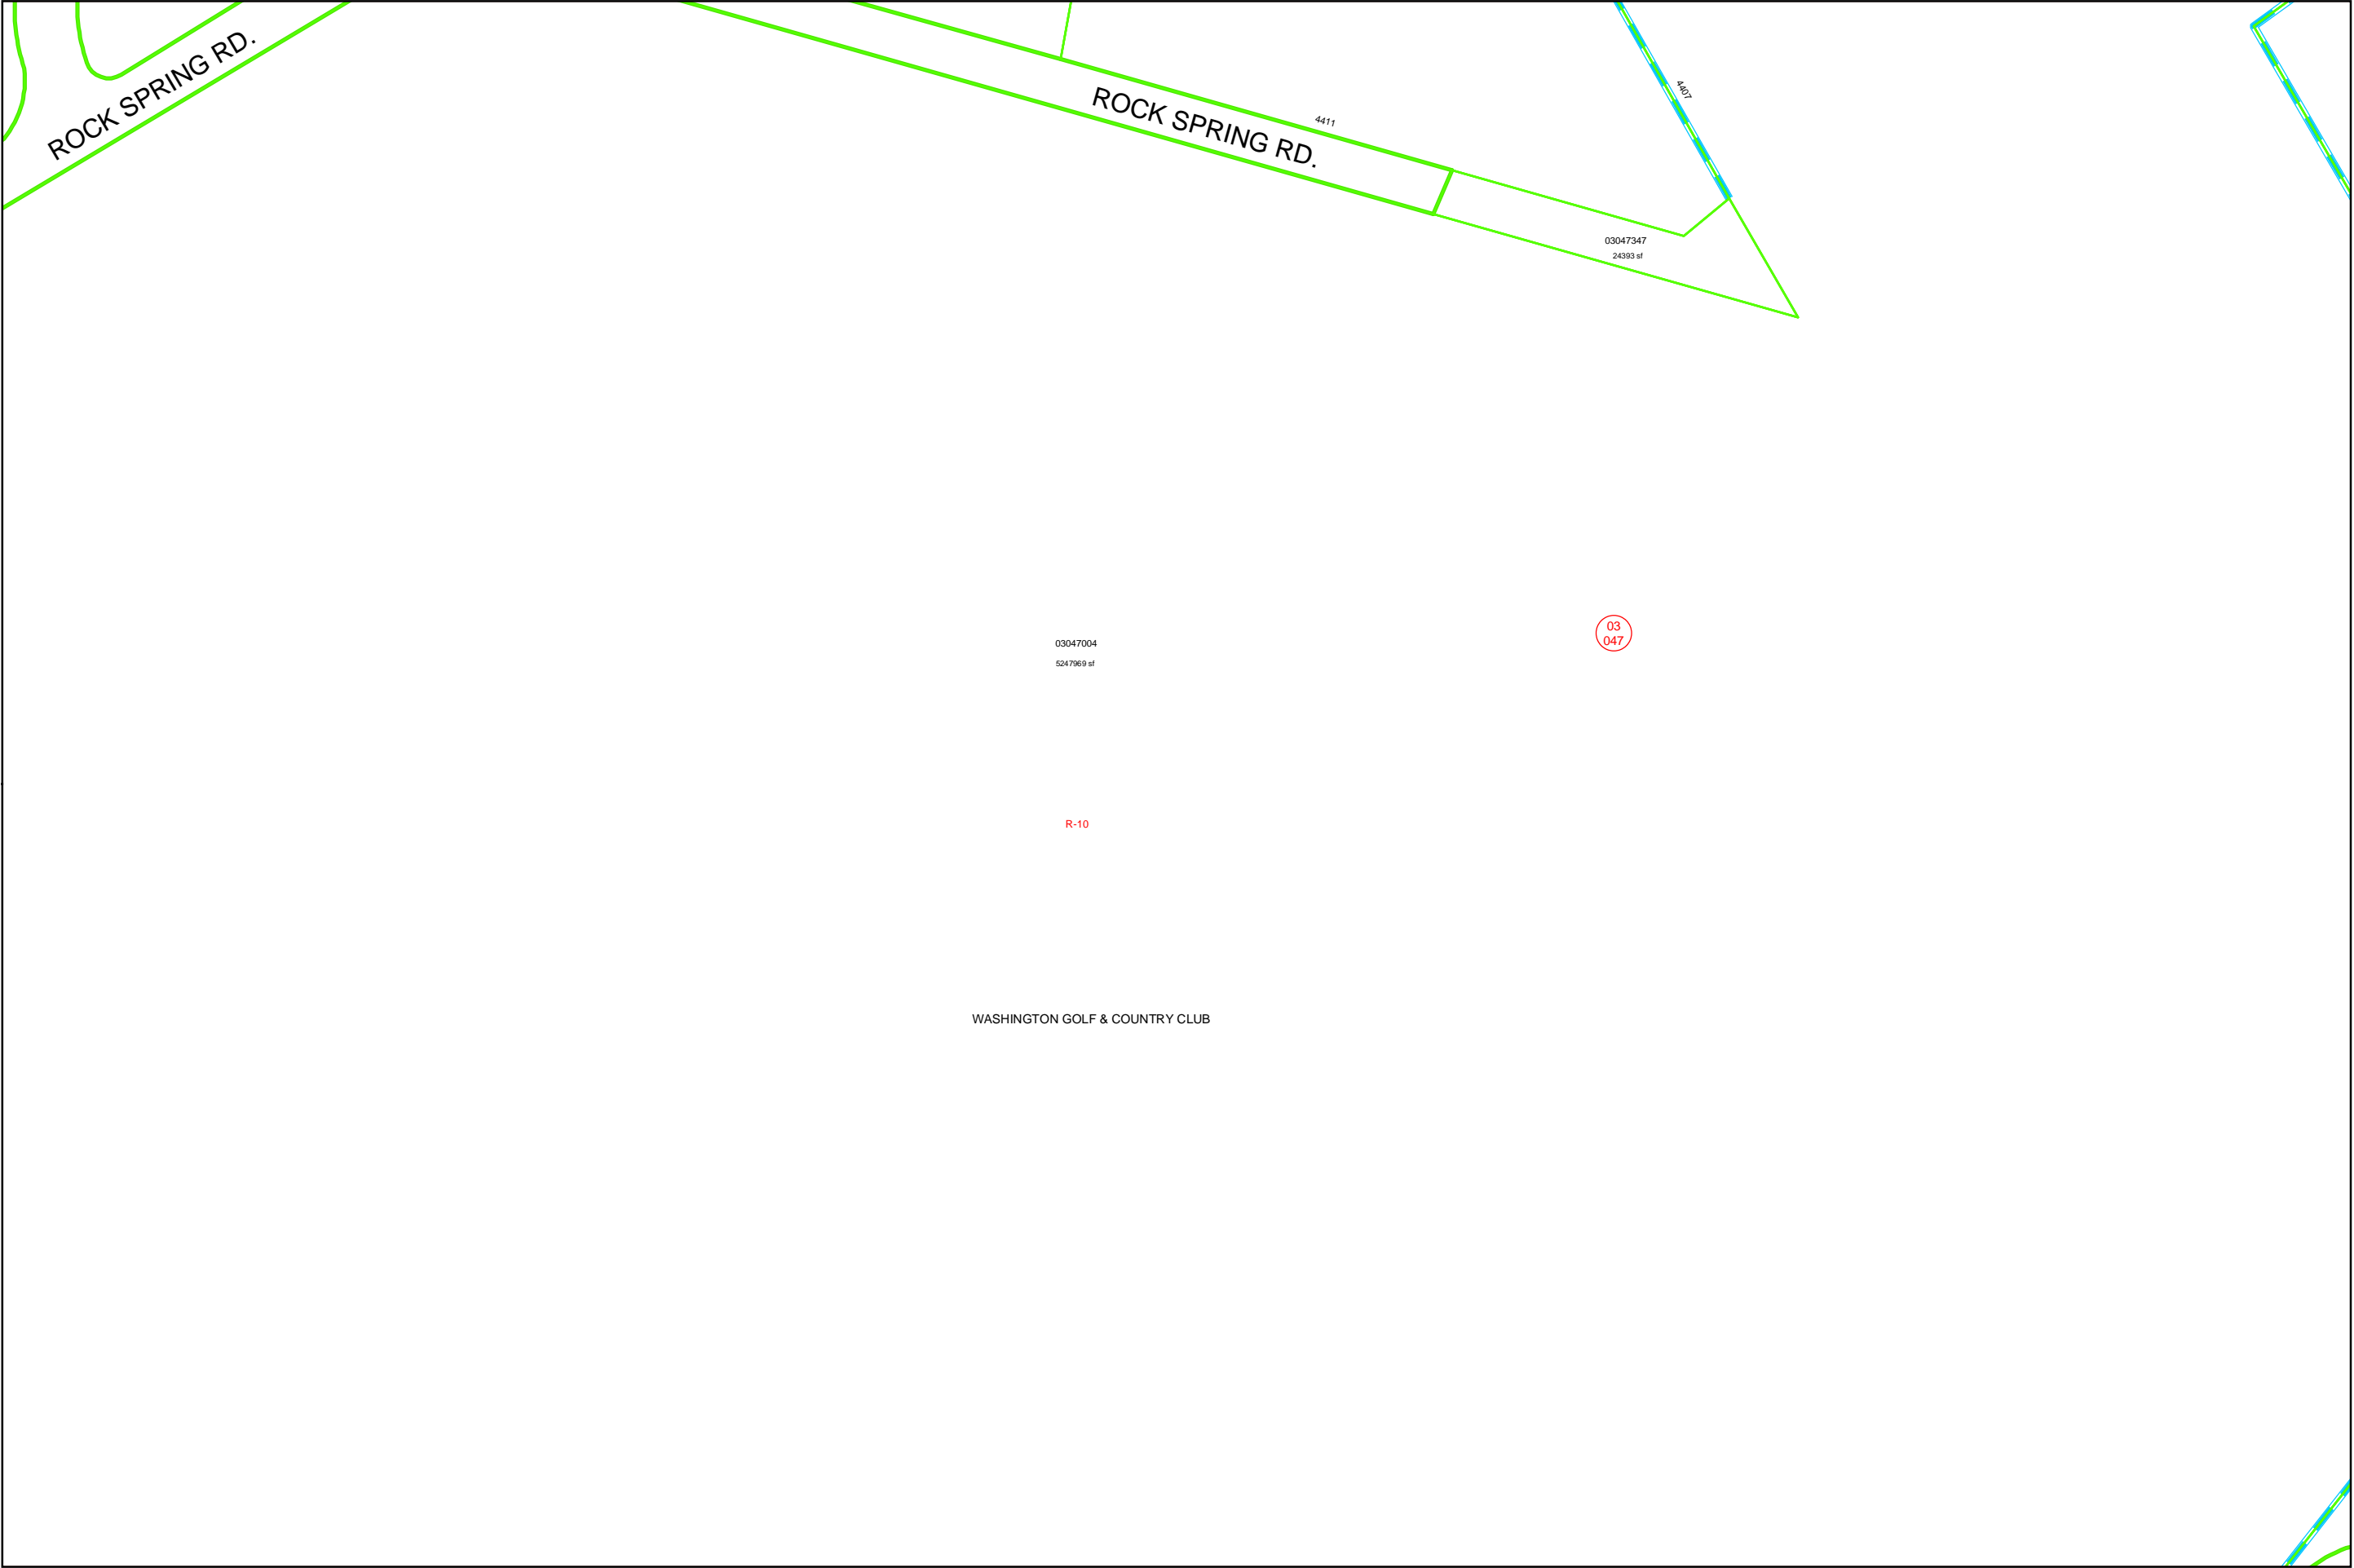 ROCK SPRING RD.
4407
ROCK SPRING RD.
4411
03047347
24393 sf
03
047
03047004
5247969 sf
R-10
WASHINGTON GOLF & COUNTRY CLUB